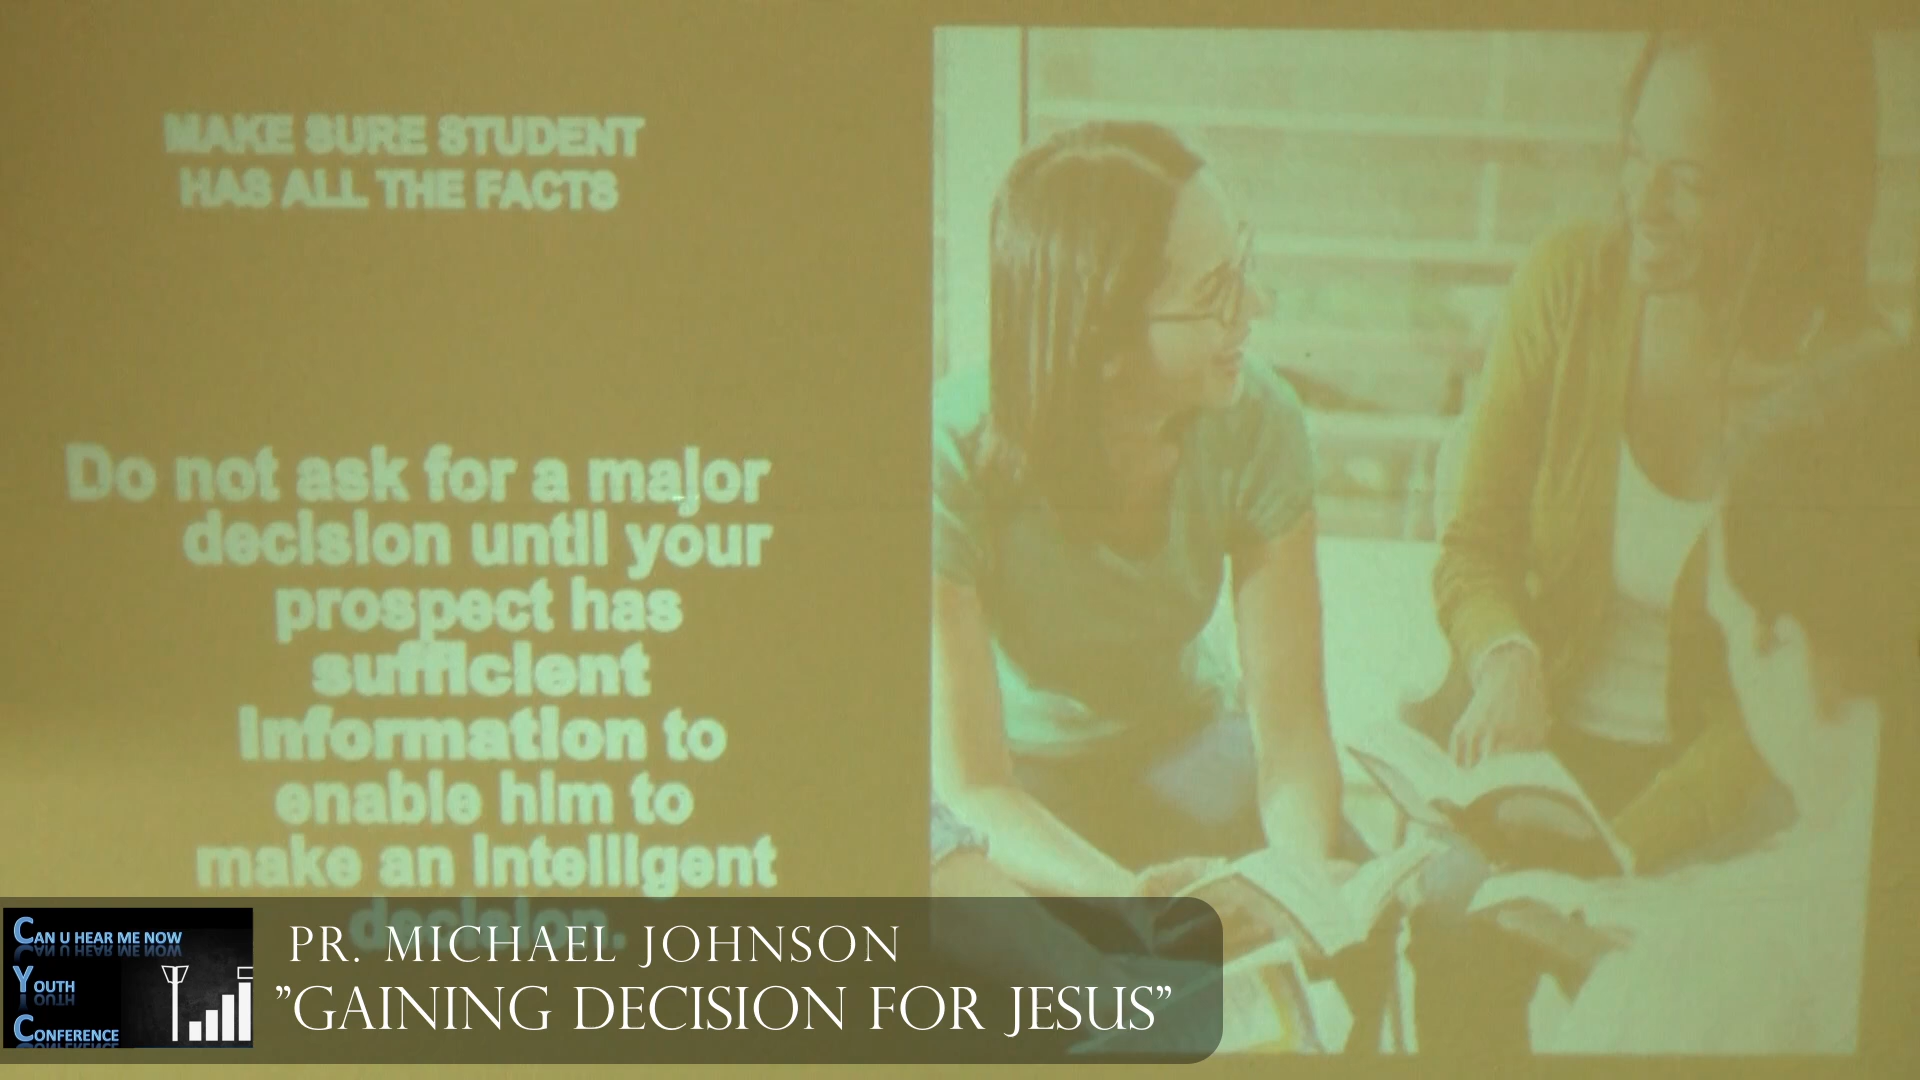 MAKE SURE STUDENT
HAS ALL THE FACTS
Do not ask for a major
decision until your
prospect has
sufficient
information to
enable him to
make an intelligent
decision.
CAN U HEAR ME NOW
YOUTH
CONFERENCE
PR. MICHAEL JOHNSON
"GAINING DECISION FOR JESUS"